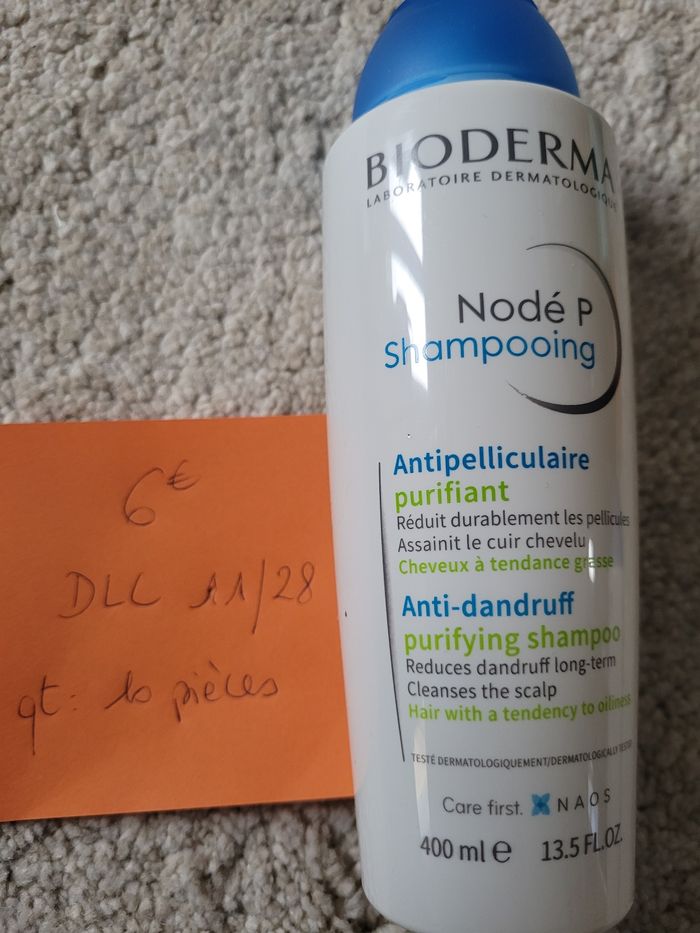 6€
DLC 11/28
qt: 10 pièces
BIODERMA
LABORATOIRE DERMATOLOGIQUE
Nodé P
Shampooing
Antipelliculaire
purifiant
Réduit durablement les pellicules
Assainit le cuir chevelu
Cheveux à tendance grasse
Anti-dandruff
purifying shampoo
Reduces dandruff long-term
Cleanses the scalp
Hair with a tendency to oiliness
TESTÉ DERMATOLOGIQUEMENT/DERMATOLOGICALLY TESTED
Care first. NAOS
400 ml e 13.5 FL.OZ.